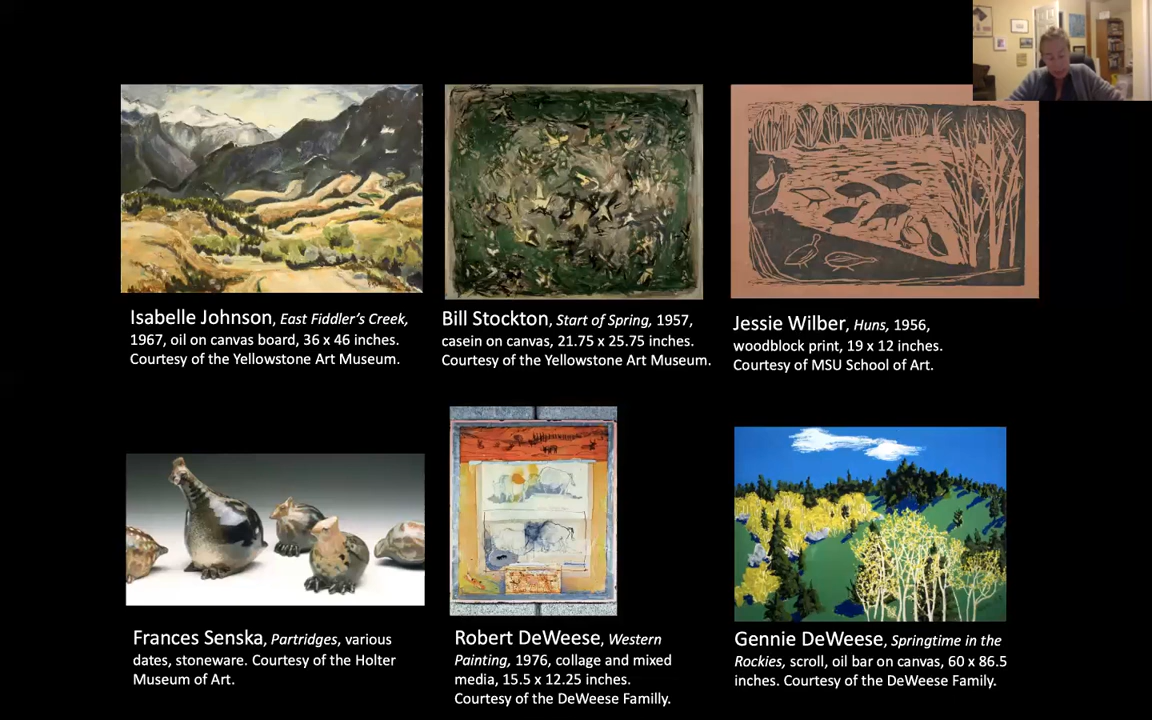 Isabelle Johnson, East Fiddler's Creek,
1967, oil on canvas board, 36 x 46 inches.
Courtesy of the Yellowstone Art Museum.
Bill Stockton, Start of Spring, 1957,
casein on canvas, 21.75 x 25.75 inches.
Courtesy of the Yellowstone Art Museum.
Jessie Wilber, Huns, 1956,
woodblock print, 19 x 12 inches.
Courtesy of MSU School of Art.
Frances Senska, Partridges, various
dates, stoneware. Courtesy of the Holter
Museum of Art.
Robert DeWeese, Western
Painting, 1976, collage and mixed
media, 15.5 x 12.25 inches.
Courtesy of the DeWeese Familly.
Gennie DeWeese, Springtime in the
Rockies, scroll, oil bar on canvas, 60 x 86.5
inches. Courtesy of the DeWeese Family.